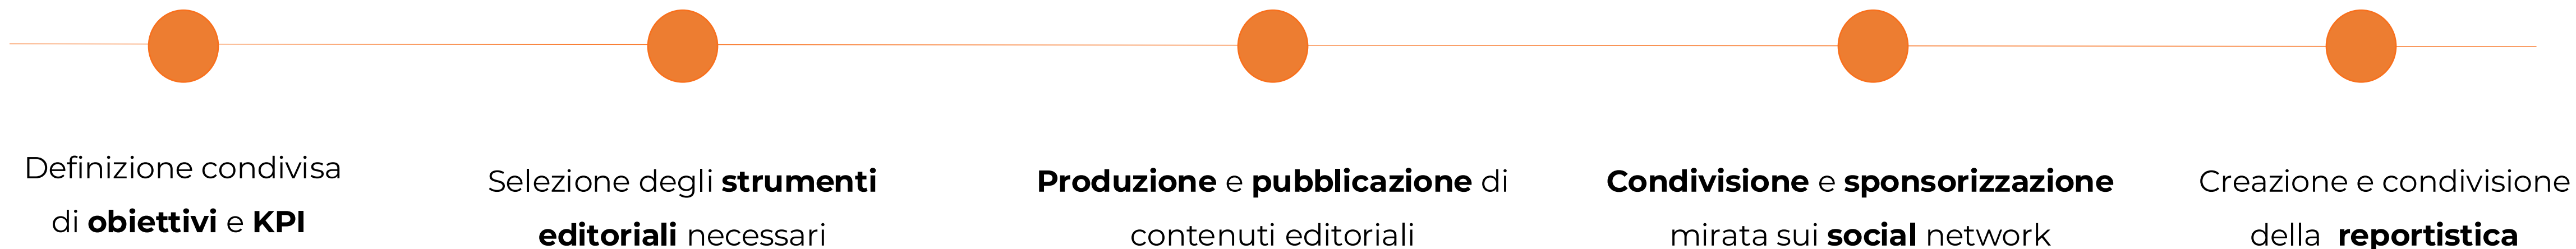 Definizione condivisa
di obiettivi e KPI
Selezione degli strumenti
editoriali necessari
Produzione e pubblicazione di
contenuti editoriali
Condivisione e sponsorizzazione
mirata sui social network
Creazione e condivisione
della reportistica